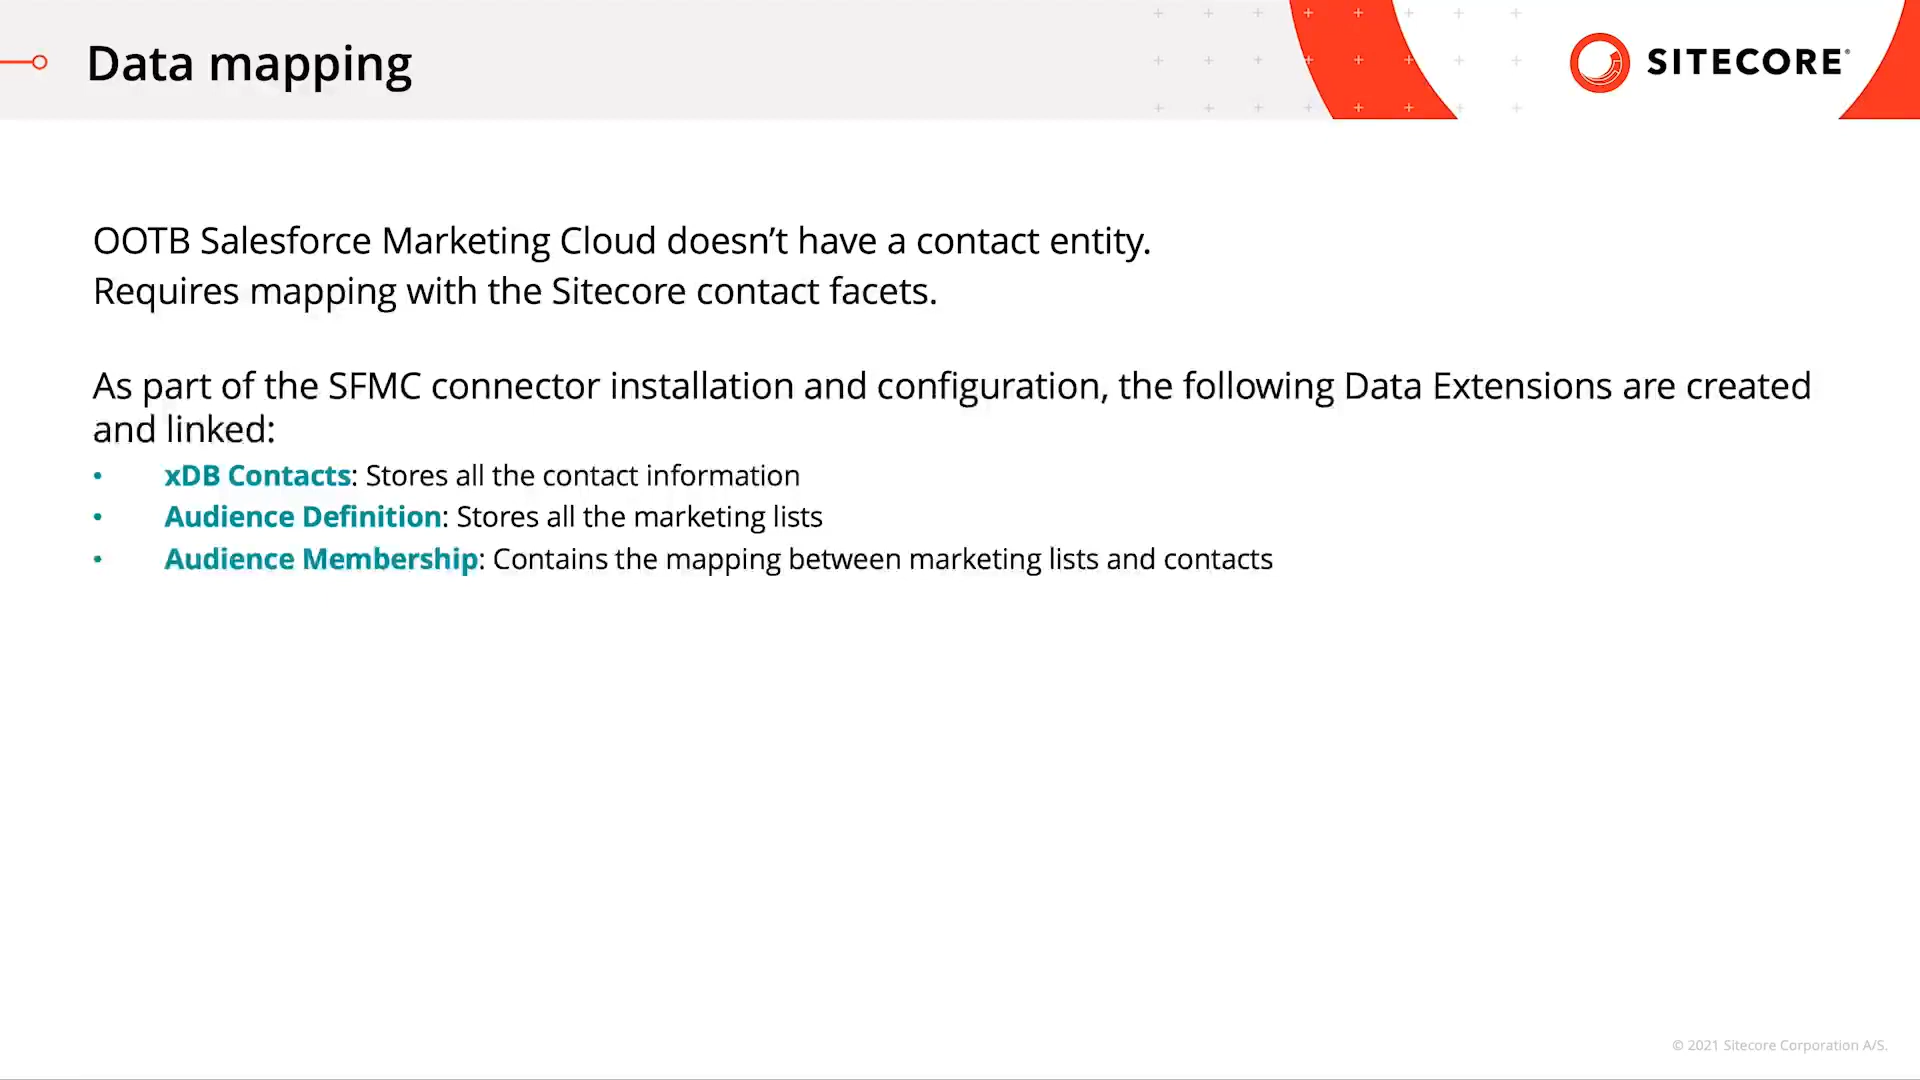 Data mapping
SITECORE®
OOTB Salesforce Marketing Cloud doesn’t have a contact entity.
Requires mapping with the Sitecore contact facets.
As part of the SFMC connector installation and configuration, the following Data Extensions are created
and linked:
• xDB Contacts: Stores all the contact information
• Audience Definition: Stores all the marketing lists
• Audience Membership: Contains the mapping between marketing lists and contacts
© 2021 Sitecore Corporation A/S.